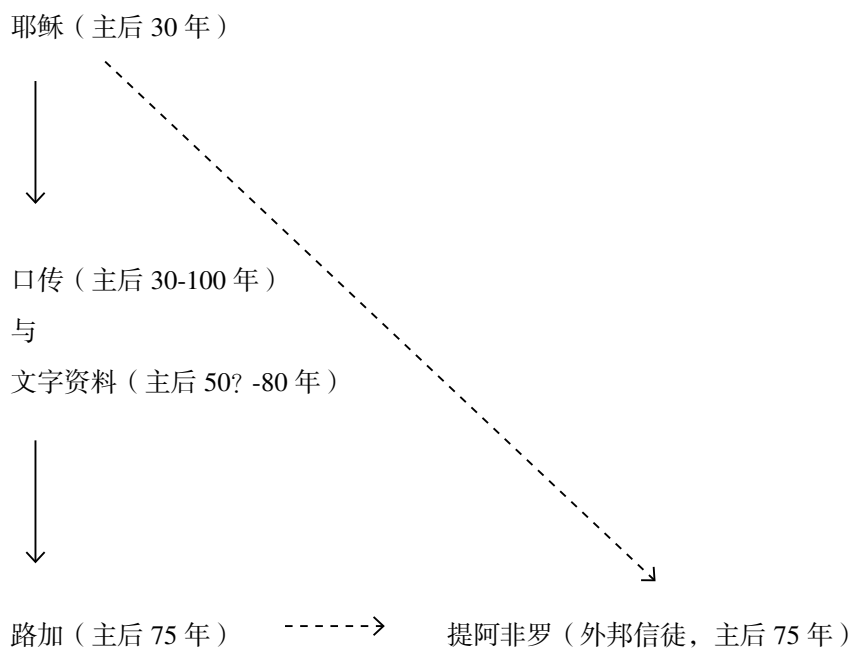 耶稣（主后 30 年）
口传（主后 30-100 年）
与
文字资料（主后 50? -80 年）
路加（主后 75 年）
提阿非罗（外邦信徒，主后 75 年）